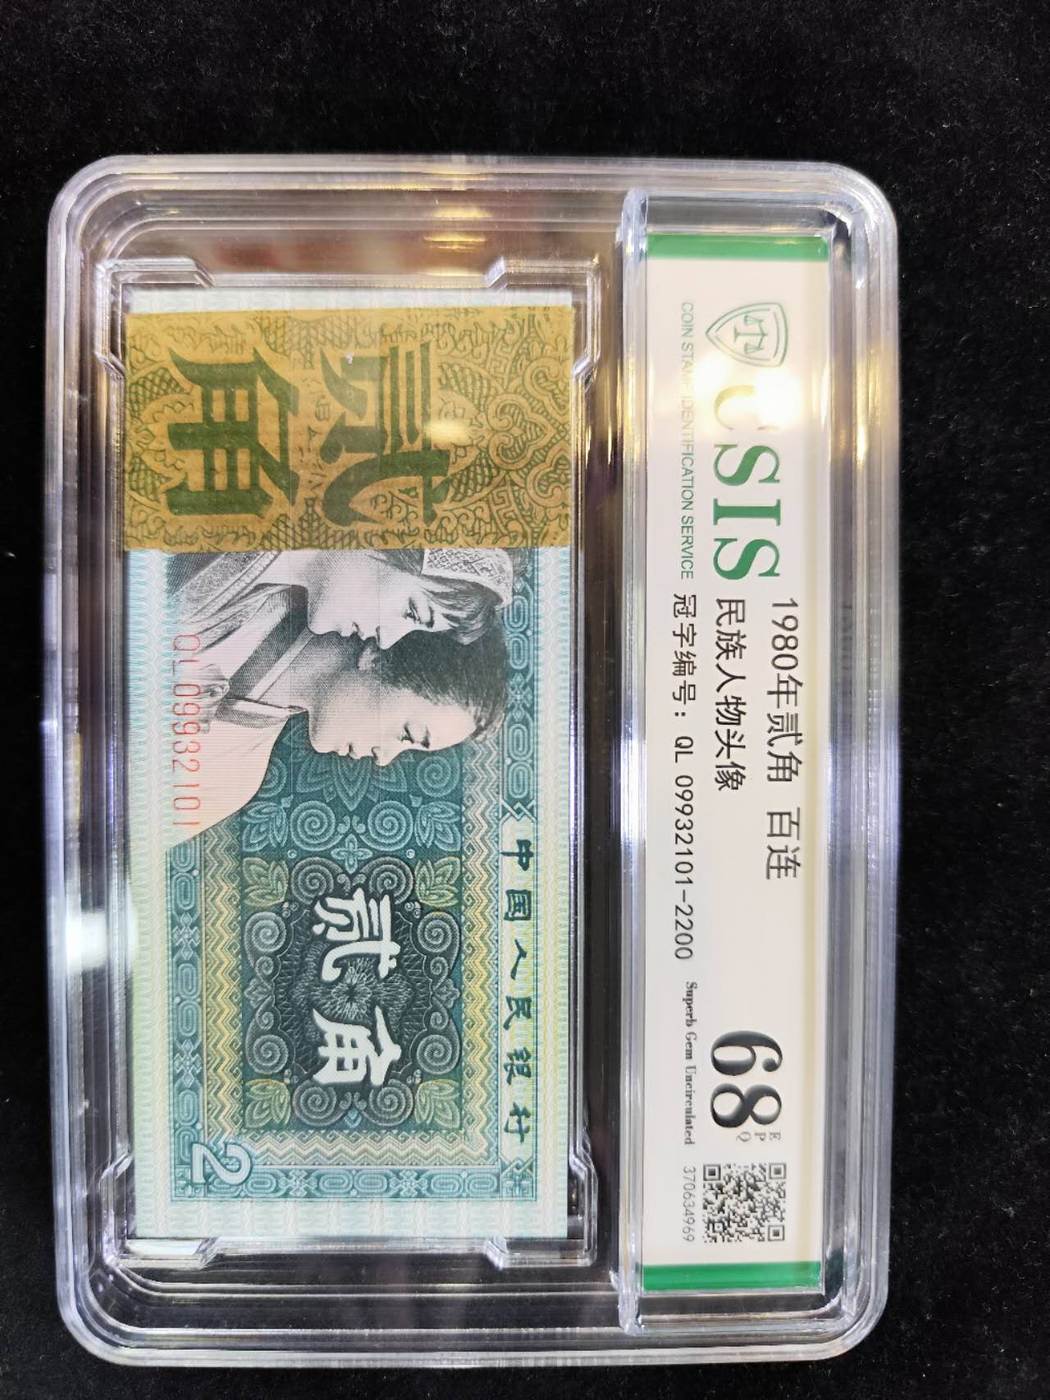 CSIS
COIN STAMP IDENTIFICATION SERVICE
1980年贰角 百连
民族人物头像
冠字编号：QL 09932101-2200
68
E
P
Q
Superb Gem Uncirculated
370634969
贰
角
中国人民银行
贰角
QL 09932101
2